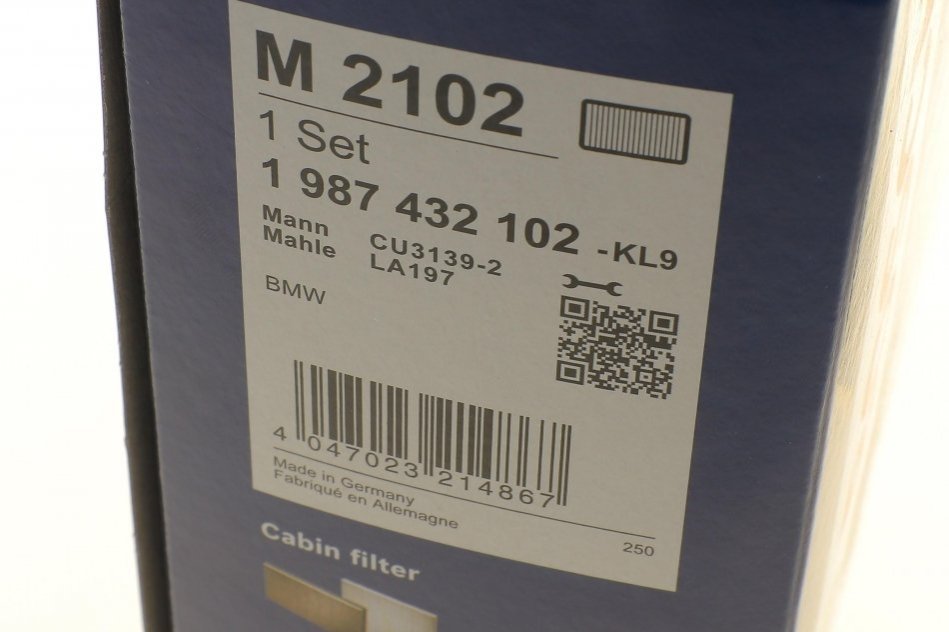 M 2102
1 Set
1 987 432 102 -KL9
Mann CU3139-2
Mahle LA197
BMW
4 047023 214867
Made in Germany
Fabriqué en Allemagne
250
Cabin filter